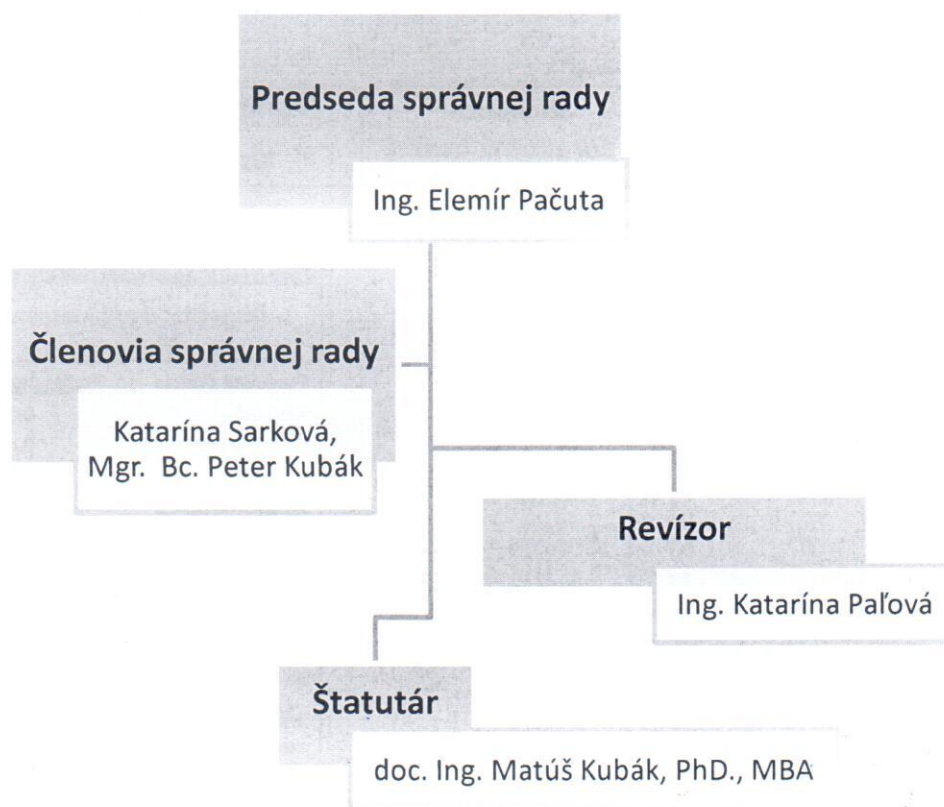 Predseda správnej rady
Ing. Elemír Pačuta
Členovia správnej rady
Katarína Sarková,
Mgr. Bc. Peter Kubák
Revízor
Ing. Katarína Paľová
Štatutár
doc. Ing. Matúš Kubák, PhD., MBA